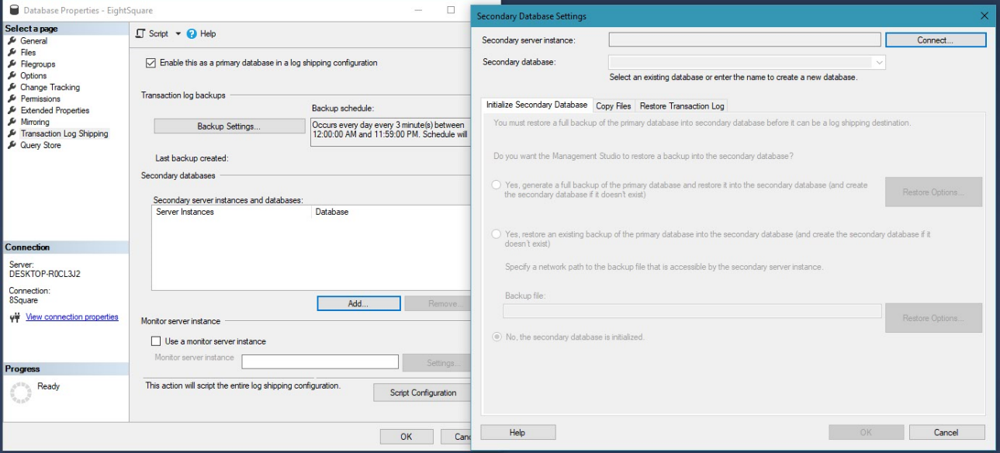 Database Properties - EightSquare
Select a page
General
Files
Filegroups
Options
Change Tracking
Permissions
Extended Properties
Mirroring
Transaction Log Shipping
Query Store
Connection
Server:
DESKTOP-R0CL3J2
Connection:
8Square
View connection properties
Progress
Ready
Script
Help
Enable this as a primary database in a log shipping configuration
Transaction log backups
Backup schedule:
Backup Settings...
Occurs every day every 3 minute(s) between
12:00:00 AM and 11:59:00 PM. Schedule will
Last backup created:
Secondary databases
Secondary server instances and databases:
Server Instances Database
Add... Remove...
Monitor server instance
Use a monitor server instance
Monitor server instance
Settings...
This action will script the entire log shipping configuration.
Script Configuration
OK
Secondary Database Settings
Secondary server instance:
Connect...
Secondary database:
Select an existing database or enter the name to create a new database.
Initialize Secondary Database Copy Files Restore Transaction Log
You must restore a full backup of the primary database into secondary database before it can be a log shipping destination.
Do you want the Management Studio to restore a backup into the secondary database?
Yes, generate a full backup of the primary database and restore it into the secondary database (and create
the secondary database if it doesn't exist)
Restore Options...
Yes, restore an existing backup of the primary database into the secondary database (and create the secondary database if it
doesn't exist)
Specify a network path to the backup file that is accessible by the secondary server instance.
Backup file:
Restore Options...
No, the secondary database is initialized.
Help OK Cancel